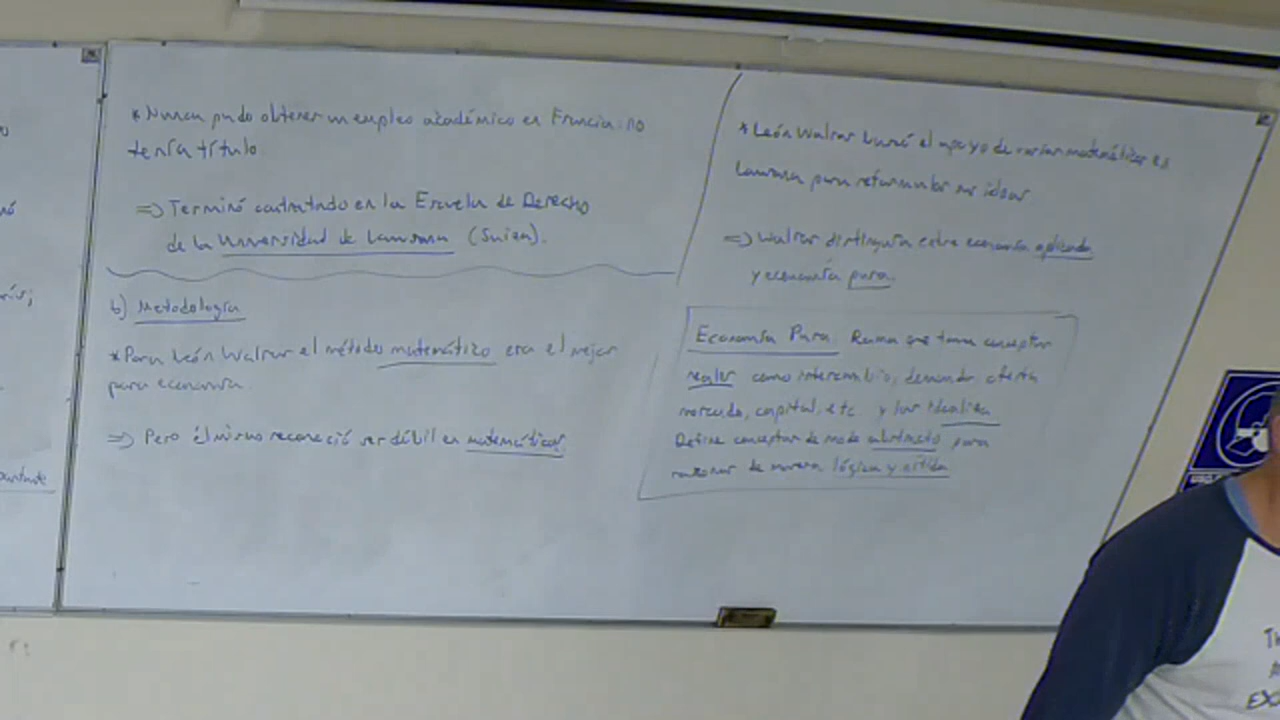 * Nunca pudo obtener un empleo académico en Francia: no
tenía título.
=> Terminó contratado en la Escuela de Derecho
de la Universidad de Lausana (Suiza).
b) Metodología
* Para León Walras el método matemático era el mejor
para economía.
=> Pero él mismo reconoció ser débil en matemáticas.
* León Walras buscó el apoyo de varios matemáticos en
Lausana para reformular sus ideas
=> Walras distinguía entre economía aplicada
y economía pura.
Economía Pura: Rama que toma conceptos
reales como intercambio, demanda, oferta,
mercado, capital, etc. y los idealiza.
Define conceptos de modo abstracto para
razonar de manera lógica y nítida